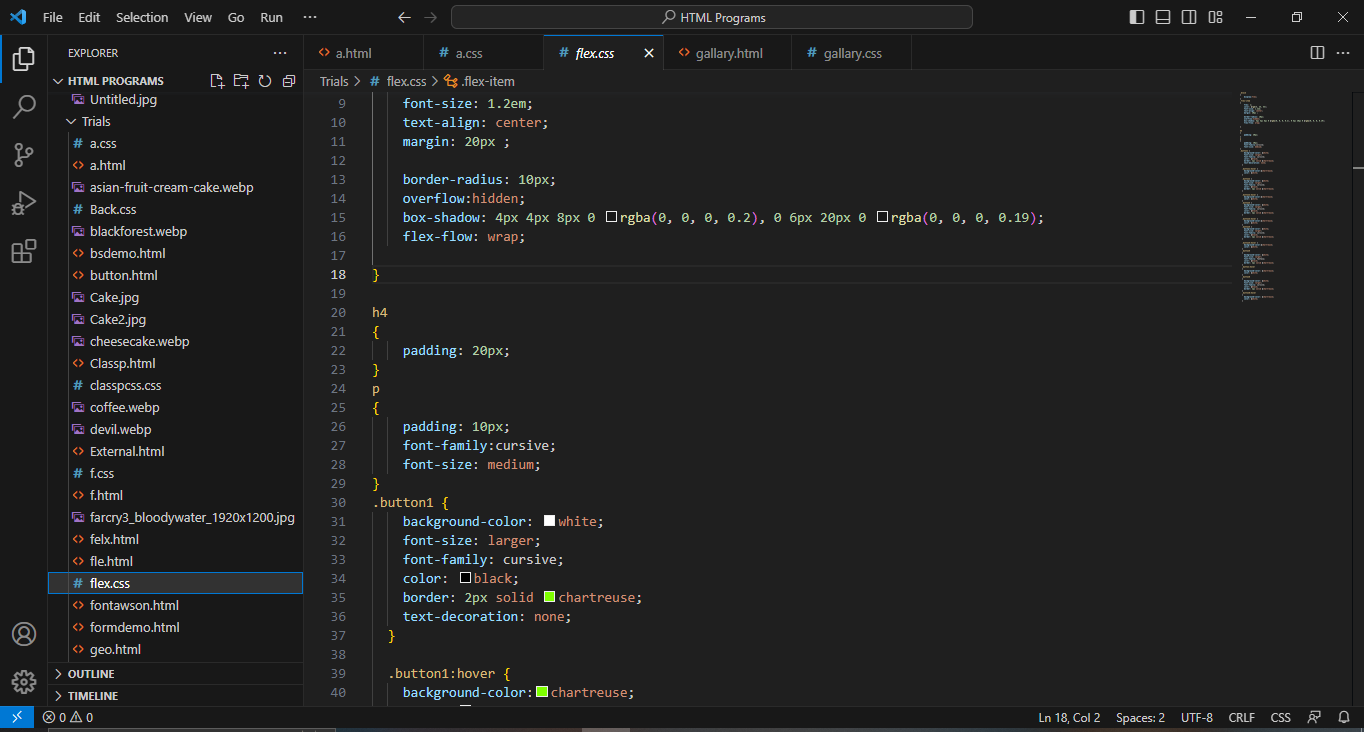 File Edit Selection View Go Run ··· HTML Programs
EXPLORER ···
HTML PROGRAMS
Untitled.jpg
Trials
a.css
a.html
asian-fruit-cream-cake.webp
Back.css
blackforest.webp
bsdemo.html
button.html
Cake.jpg
Cake2.jpg
cheesecake.webp
Classp.html
classpcss.css
coffee.webp
devil.webp
External.html
f.css
f.html
farcry3_bloodywater_1920x1200.jpg
felx.html
fle.html
flex.css
fontawson.html
formdemo.html
geo.html
OUTLINE
TIMELINE
a.html # a.css # flex.css gallary.html # gallary.css
Trials > # flex.css > .flex-item
9 font-size: 1.2em;
10 text-align: center;
11 margin: 20px ;
12
13 border-radius: 10px;
14 overflow:hidden;
15 box-shadow: 4px 4px 8px 0 rgba(0, 0, 0, 0.2), 0 6px 20px 0 rgba(0, 0, 0, 0.19);
16 flex-flow: wrap;
17
18 }
19
20 h4
21 {
22 padding: 20px;
23 }
24 p
25 {
26 padding: 10px;
27 font-family:cursive;
28 font-size: medium;
29 }
30 .button1 {
31 background-color: white;
32 font-size: larger;
33 font-family: cursive;
34 color: black;
35 border: 2px solid chartreuse;
36 text-decoration: none;
37 }
38
39 .button1:hover {
40 background-color: chartreuse;
0 0 Ln 18, Col 2 Spaces: 2 UTF-8 CRLF CSS